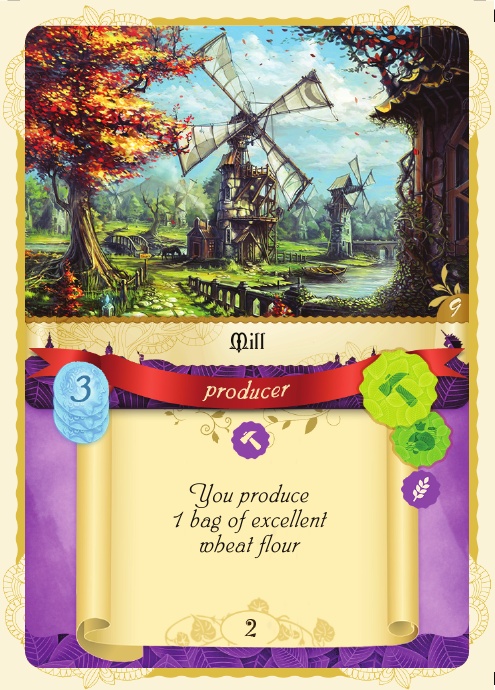 9
Mill
3
producer
You produce
1 bag of excellent
wheat flour
2